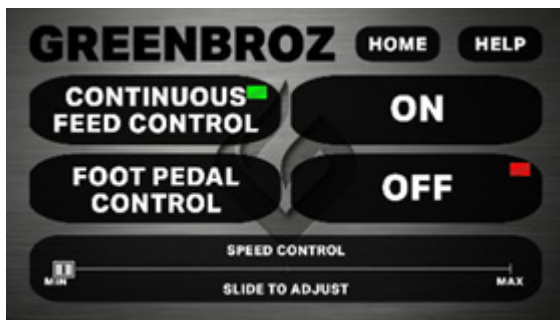 GREENBROZ HOME HELP
CONTINUOUS
FEED CONTROL
ON
FOOT PEDAL
CONTROL
OFF
SPEED CONTROL
MIN MAX
SLIDE TO ADJUST